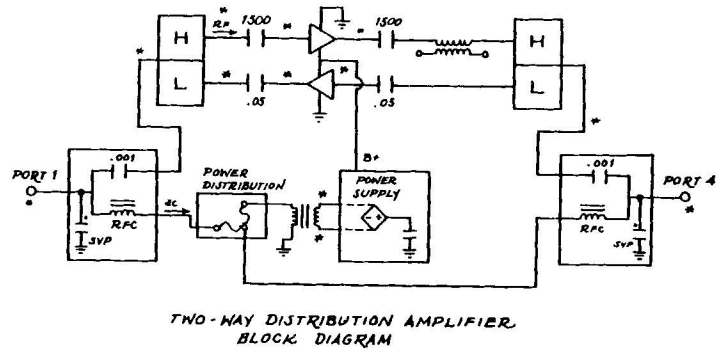 1500
1500
RF
H
H
L
L
.05
.05
B+
.001
.001
PORT 1
PORT 4
POWER DISTRIBUTION
POWER SUPPLY
RFC
RFC
SVP
SVP
TWO-WAY DISTRIBUTION AMPLIFIER
BLOCK DIAGRAM